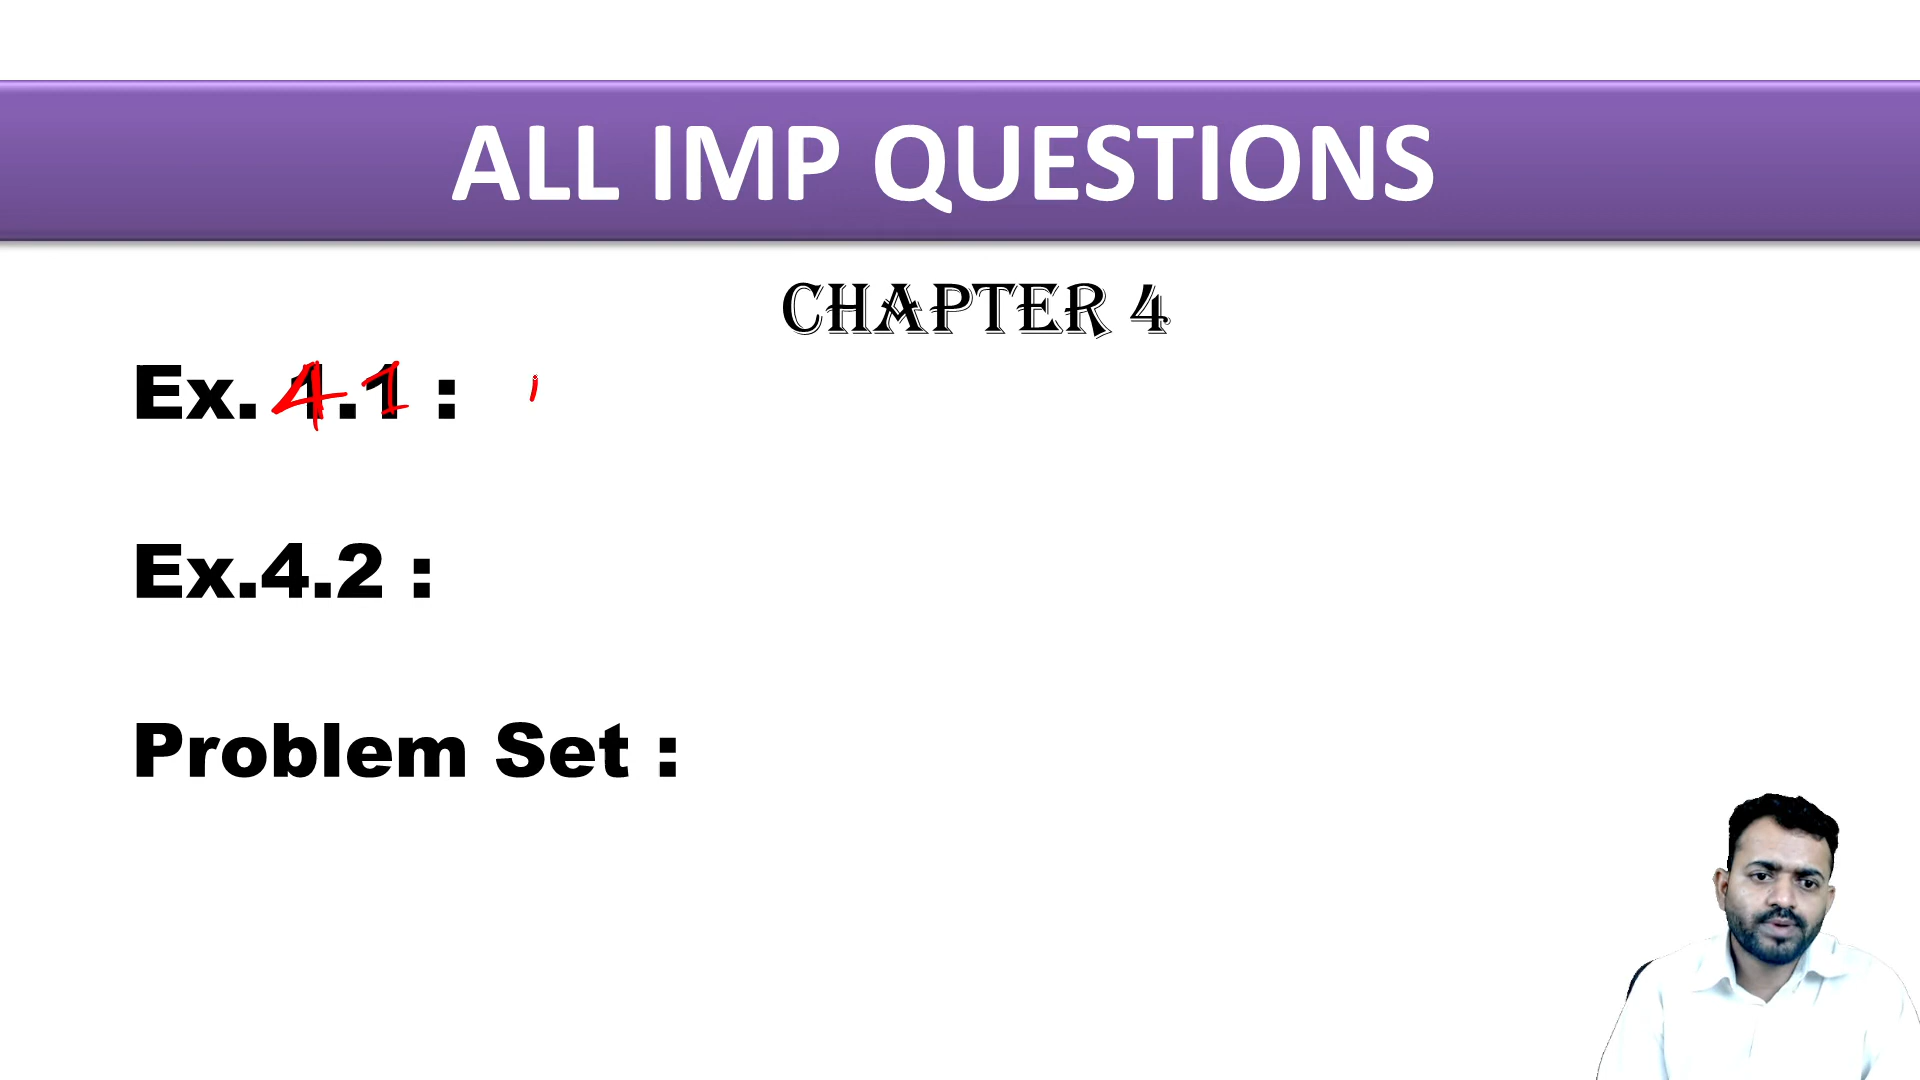 ALL IMP QUESTIONS
CHAPTER 4
Ex. 4.1 :
Ex.4.2 :
Problem Set :